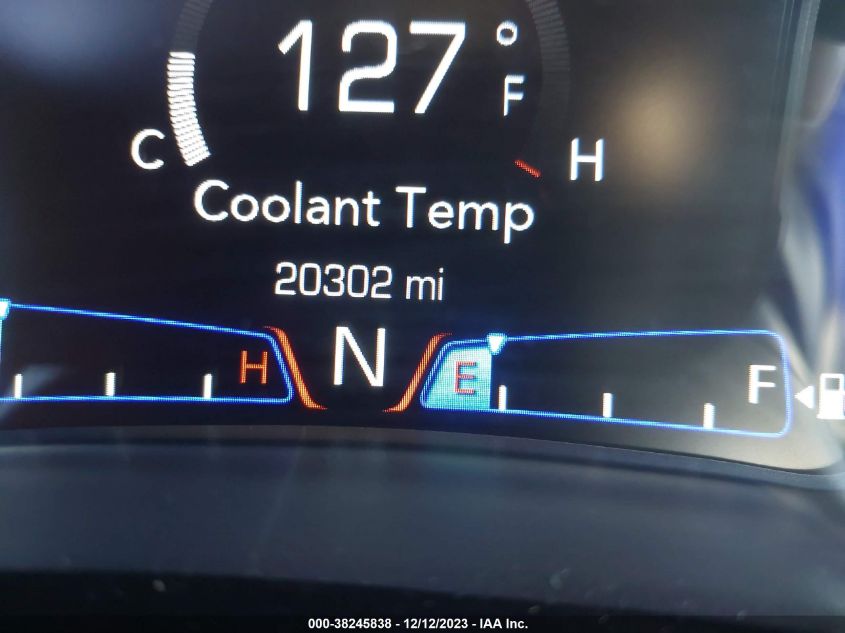 127 °F
C H
Coolant Temp
20302 mi
H N E F
000-38245838 - 12/12/2023 - IAA Inc.